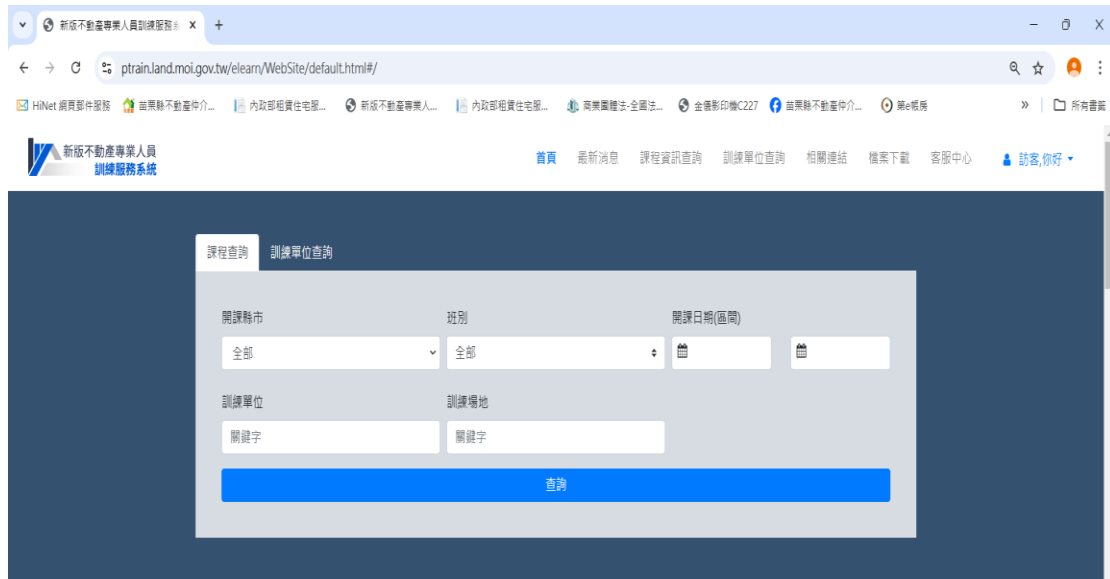 新版不動產專業人員訓練服務系 X +
ptrain.land.moi.gov.tw/elearn/WebSite/default.html#/
HiNet 網頁郵件服務 苗栗縣不動產仲介... 內政部租賃住宅服... 新版不動產專業人... 內政部租賃住宅服... 商業團體法-全國法... 金儀影印機C227 苗栗縣不動產仲介... 第e帳房 » 所有書籤
新版不動產專業人員
訓練服務系統
首頁 最新消息 課程資訊查詢 訓練單位查詢 相關連結 檔案下載 客服中心 訪客,你好
課程查詢 訓練單位查詢
開課縣市 班別 開課日期(區間)
全部 全部
訓練單位 訓練場地
關鍵字 關鍵字
查詢